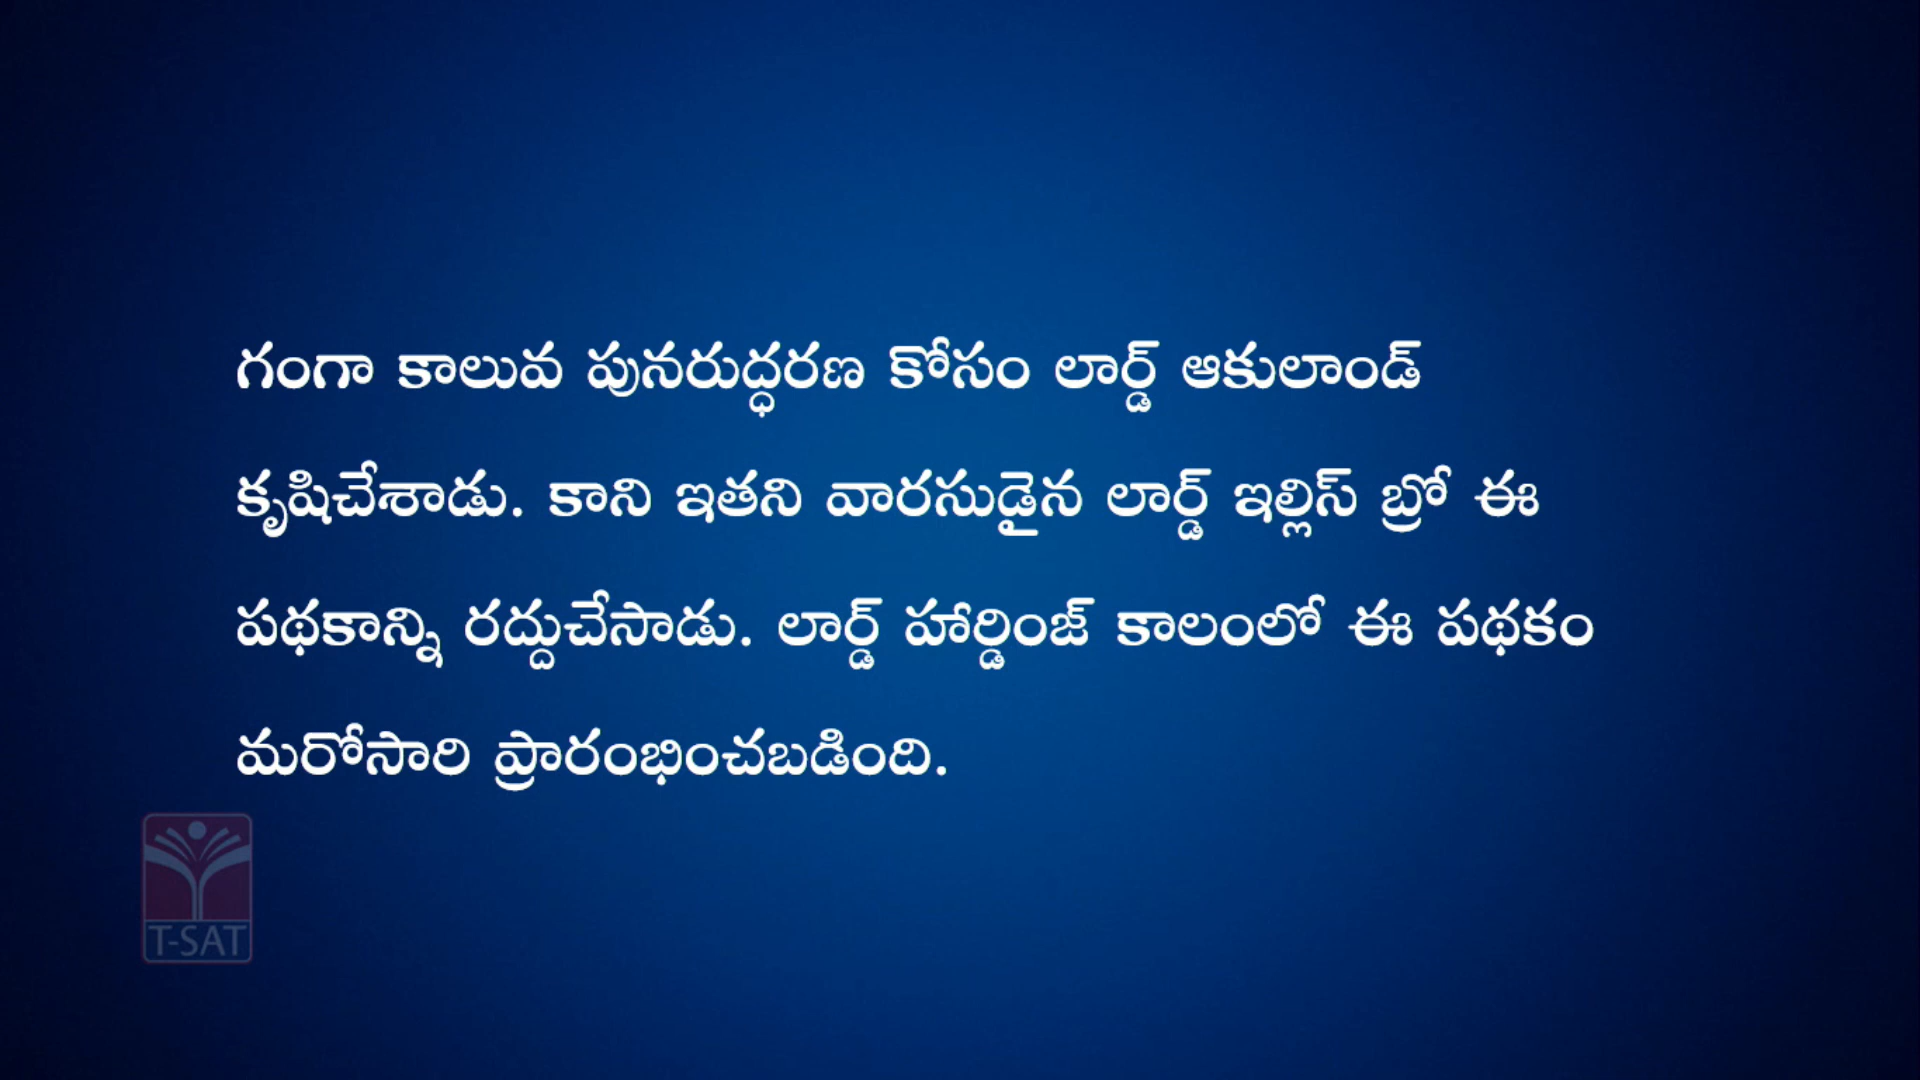 గంగా కాలువ పునరుద్ధరణ కోసం లార్డ్ ఆకులాండ్
కృషిచేశాడు. కాని ఇతని వారసుడైన లార్డ్ ఇల్లిస్ బ్రో ఈ
పథకాన్ని రద్దుచేసాడు. లార్డ్ హార్డింజ్ కాలంలో ఈ పథకం
మరోసారి ప్రారంభించబడింది.
T-SAT